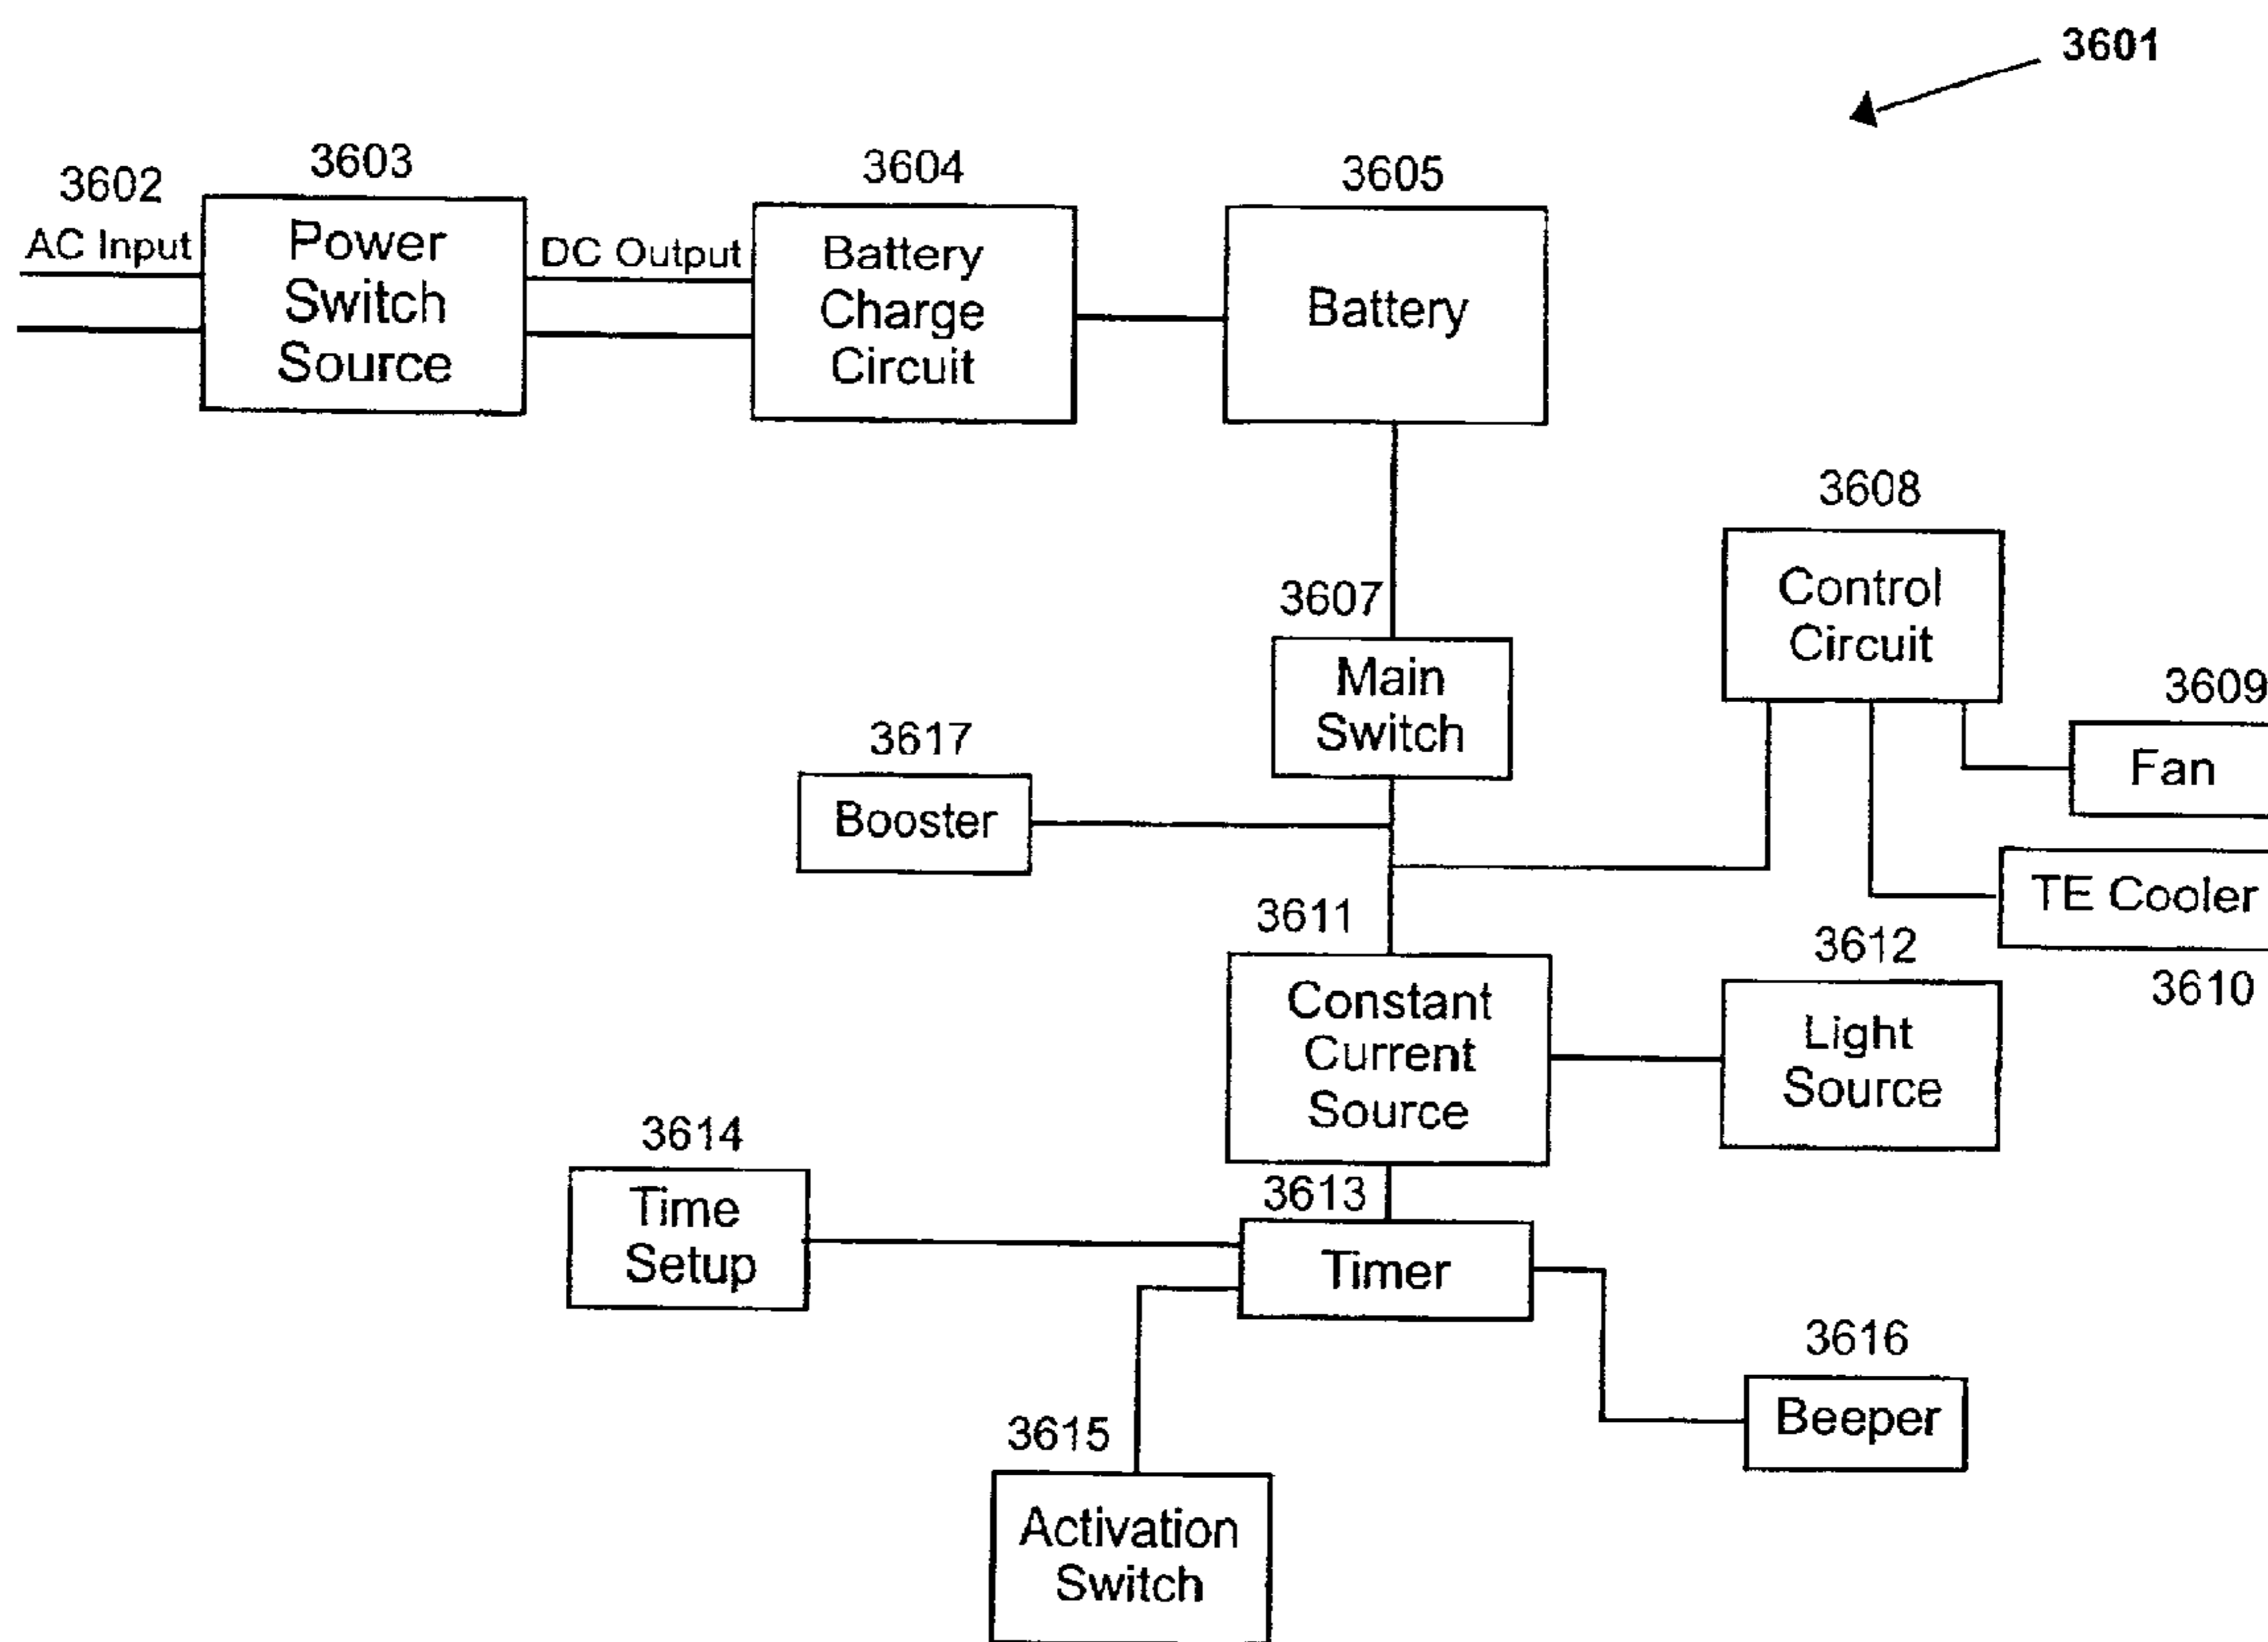 3601
3602
AC Input
3603
Power
Switch
Source
DC Output
3604
Battery
Charge
Circuit
3605
Battery
3607
Main
Switch
3608
Control
Circuit
3609
Fan
TE Cooler
3610
3617
Booster
3611
Constant
Current
Source
3612
Light
Source
3613
Timer
3614
Time
Setup
3615
Activation
Switch
3616
Beeper